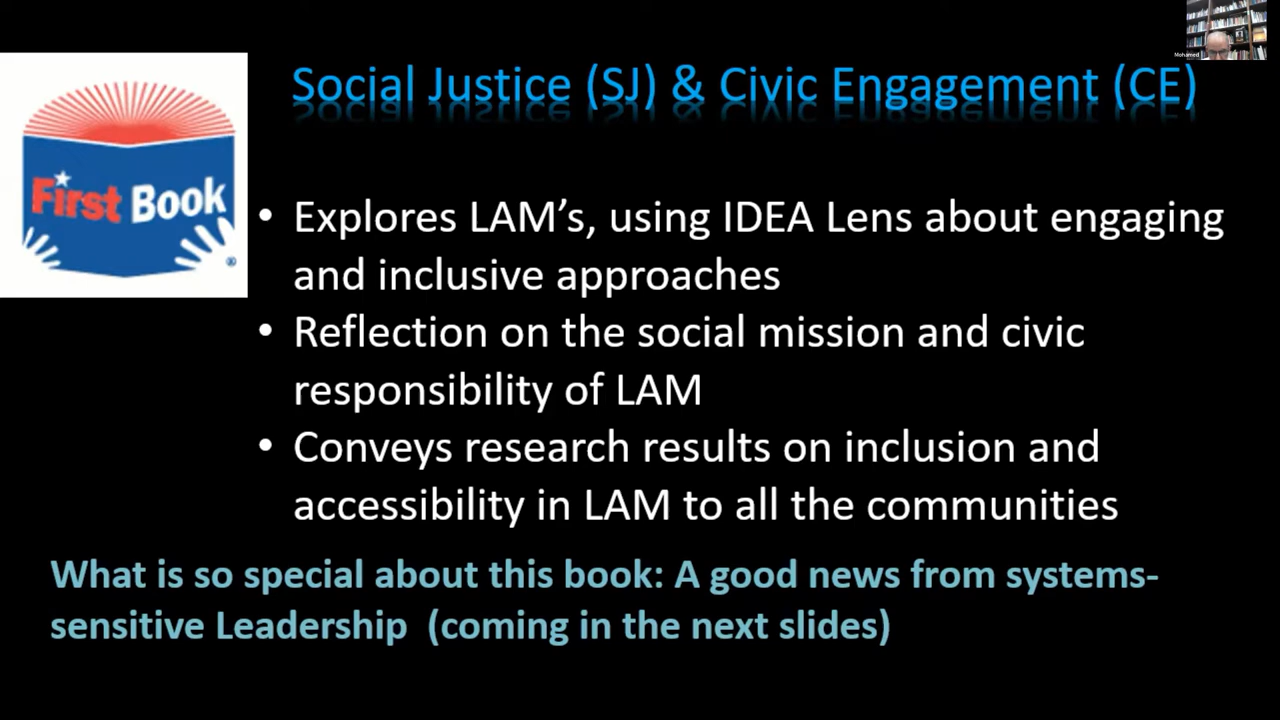 Mohamed
Social Justice (SJ) & Civic Engagement (CE)
First Book
®
• Explores LAM’s, using IDEA Lens about engaging
and inclusive approaches
• Reflection on the social mission and civic
responsibility of LAM
• Conveys research results on inclusion and
accessibility in LAM to all the communities
What is so special about this book: A good news from systems-
sensitive Leadership (coming in the next slides)